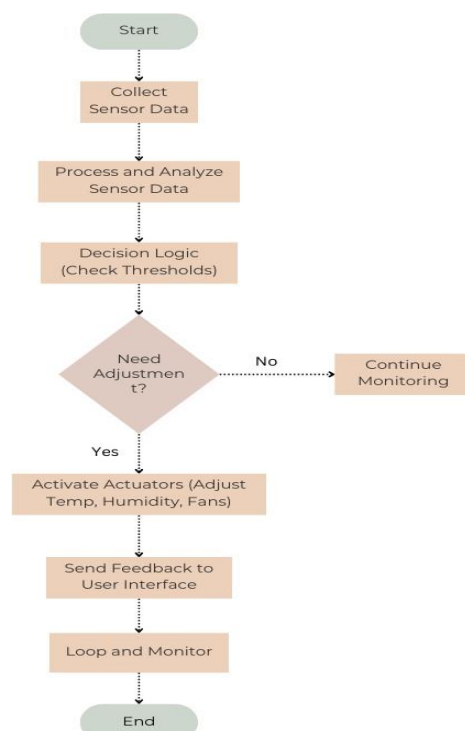 Start
Collect
Sensor Data
Process and Analyze
Sensor Data
Decision Logic
(Check Thresholds)
Need
Adjustmen
t?
No
Continue
Monitoring
Yes
Activate Actuators (Adjust
Temp, Humidity, Fans)
Send Feedback to
User Interface
Loop and Monitor
End